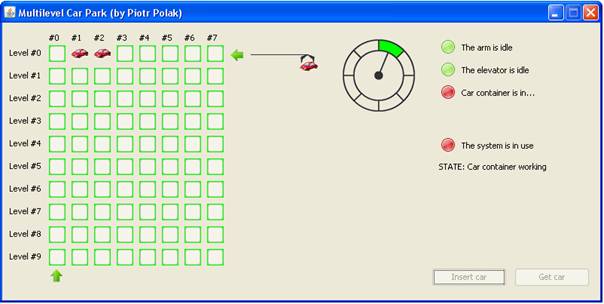 Multilevel Car Park (by Piotr Polak)
#0 #1 #2 #3 #4 #5 #6 #7
Level #0
Level #1
Level #2
Level #3
Level #4
Level #5
Level #6
Level #7
Level #8
Level #9
The arm is idle
The elevator is idle
Car container is in...
The system is in use
STATE: Car container working
Insert car
Get car